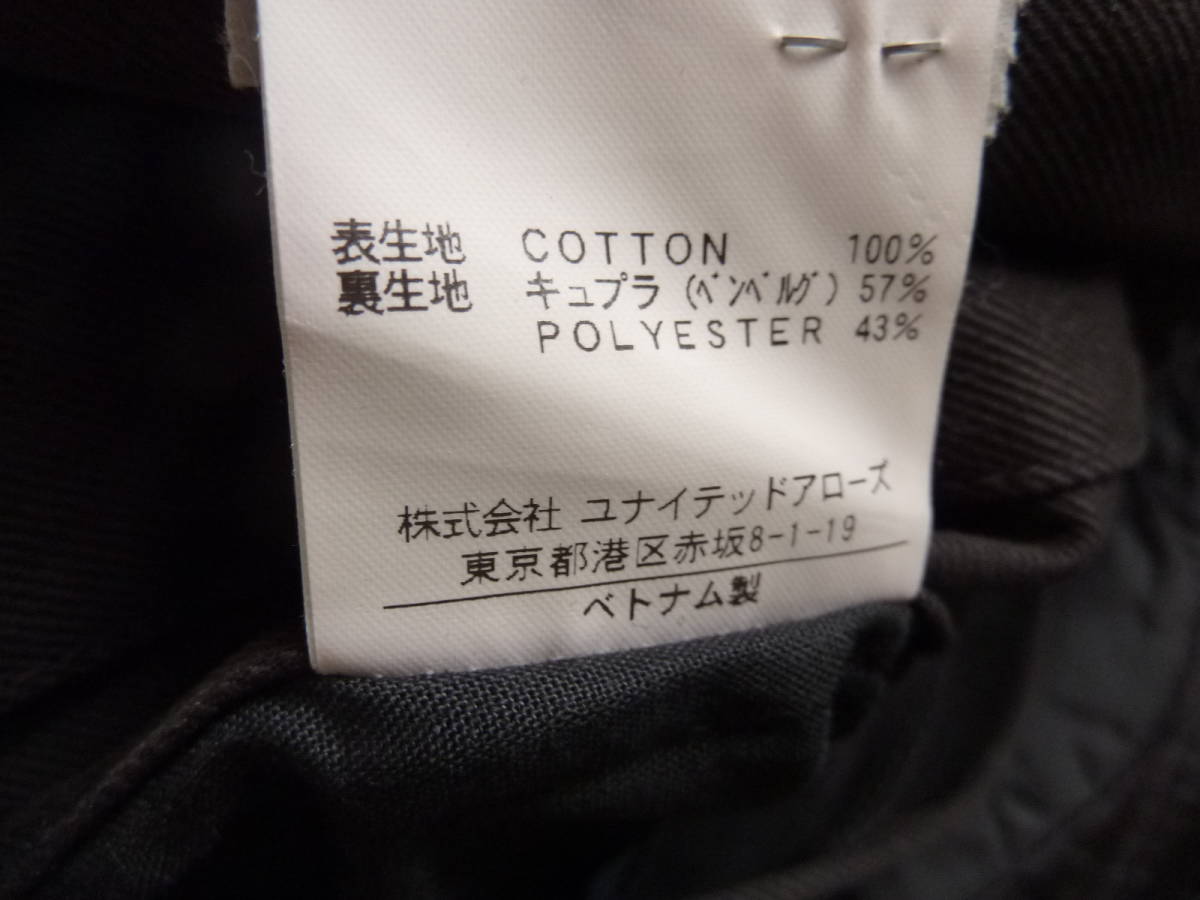 表生地 COTTON 100%
裏生地 キュプラ(ﾍﾞﾝﾍﾞﾙｸﾞ) 57%
POLYESTER 43%
株式会社 ユナイテッドアローズ
東京都港区赤坂8-1-19
ベトナム製